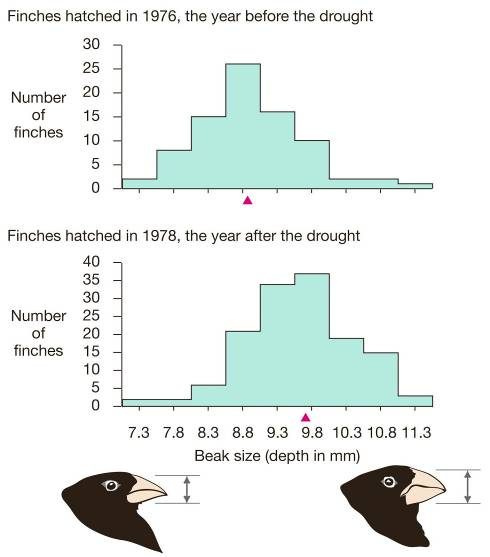 Finches hatched in 1976, the year before the drought
30
25
20
15
10
5
0
Number
of
finches
Finches hatched in 1978, the year after the drought
40
35
30
25
20
15
10
5
0
Number
of
finches
7.3 7.8 8.3 8.8 9.3 9.8 10.3 10.8 11.3
Beak size (depth in mm)